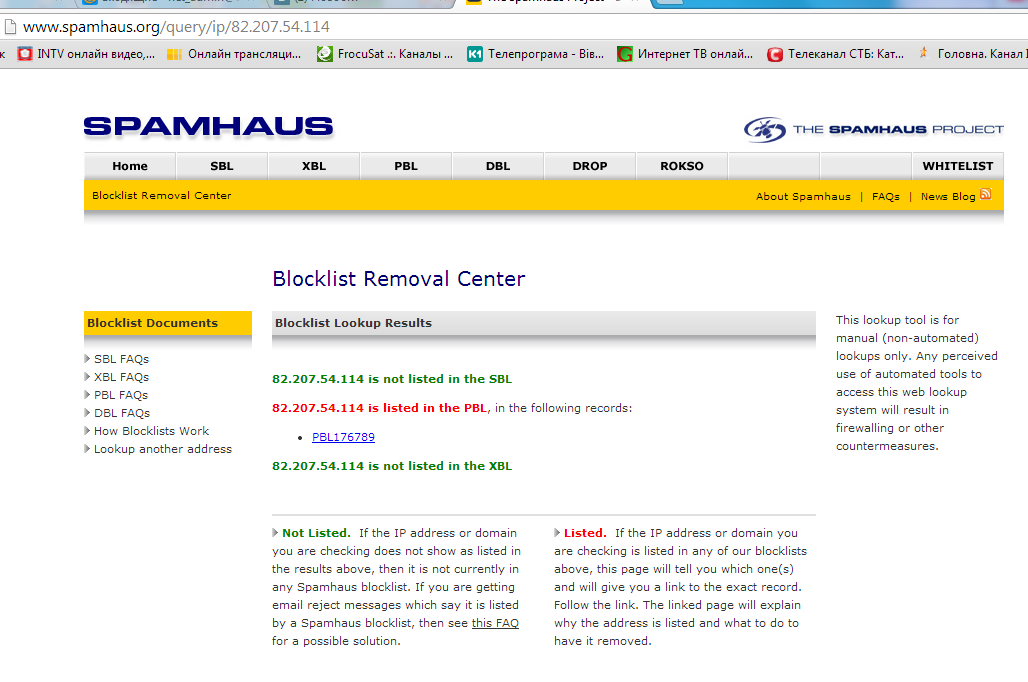 The Spamhaus Project
www.spamhaus.org/query/ip/82.207.54.114
INTV онлайн видео,...
Онлайн трансляци...
FrocuSat .:. Каналы ...
K1
Телепрограма - Вів...
Интернет ТВ онлай...
Телеканал СТБ: Кат...
Головна. Канал
SPAMHAUS
THE SPAMHAUS PROJECT
Home
SBL
XBL
PBL
DBL
DROP
ROKSO
WHITELIST
Blocklist Removal Center
About Spamhaus | FAQs | News Blog
Blocklist Removal Center
Blocklist Documents
SBL FAQs
XBL FAQs
PBL FAQs
DBL FAQs
How Blocklists Work
Lookup another address
Blocklist Lookup Results
82.207.54.114 is not listed in the SBL
82.207.54.114 is listed in the PBL, in the following records:
• PBL176789
82.207.54.114 is not listed in the XBL
Not Listed. If the IP address or domain
you are checking does not show as listed in
the results above, then it is not currently in
any Spamhaus blocklist. If you are getting
email reject messages which say it is listed
by a Spamhaus blocklist, then see this FAQ
for a possible solution.
Listed. If the IP address or domain you
are checking is listed in any of our blocklists
above, this page will tell you which one(s)
and will give you a link to the exact record.
Follow the link. The linked page will explain
why the address is listed and what to do to
have it removed.
This lookup tool is for
manual (non-automated)
lookups only. Any perceived
use of automated tools to
access this web lookup
system will result in
firewalling or other
countermeasures.